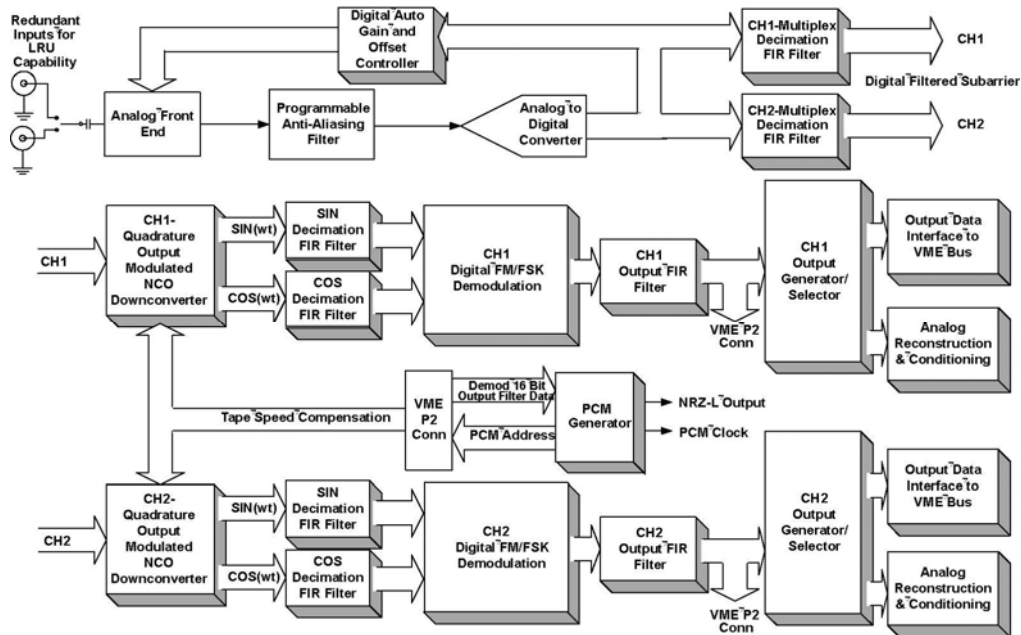 Redundant
Inputs for
LRU
Capability
Analog Front
End
Programmable
Anti-Aliasing
Filter
Digital Auto
Gain and
Offset
Controller
Analog to
Digital
Converter
CH1-Multiplex
Decimation
FIR Filter
CH1
Digital Filtered Subarrier
CH2-Multiplex
Decimation
FIR Filter
CH2
CH1
CH1-
Quadrature
Output
Modulated
NCO
Downconverter
SIN(wt)
COS(wt)
SIN
Decimation
FIR Filter
COS
Decimation
FIR Filter
CH1
Digital FM/FSK
Demodulation
CH1
Output FIR
Filter
VME P2
Conn
CH1
Output
Generator/
Selector
Output Data
Interface to
VME Bus
Analog
Reconstruction
& Conditioning
Tape Speed Compensation
VME
P2
Conn
Demod 16 Bit
Output Filter Data
PCM Address
PCM
Generator
NRZ-L Output
PCM Clock
CH2
CH2-
Quadrature
Output
Modulated
NCO
Downconverter
SIN(wt)
COS(wt)
SIN
Decimation
FIR Filter
COS
Decimation
FIR Filter
CH2
Digital FM/FSK
Demodulation
CH2
Output FIR
Filter
VME P2
Conn
CH2
Output
Generator/
Selector
Output Data
Interface to
VME Bus
Analog
Reconstruction
& Conditioning